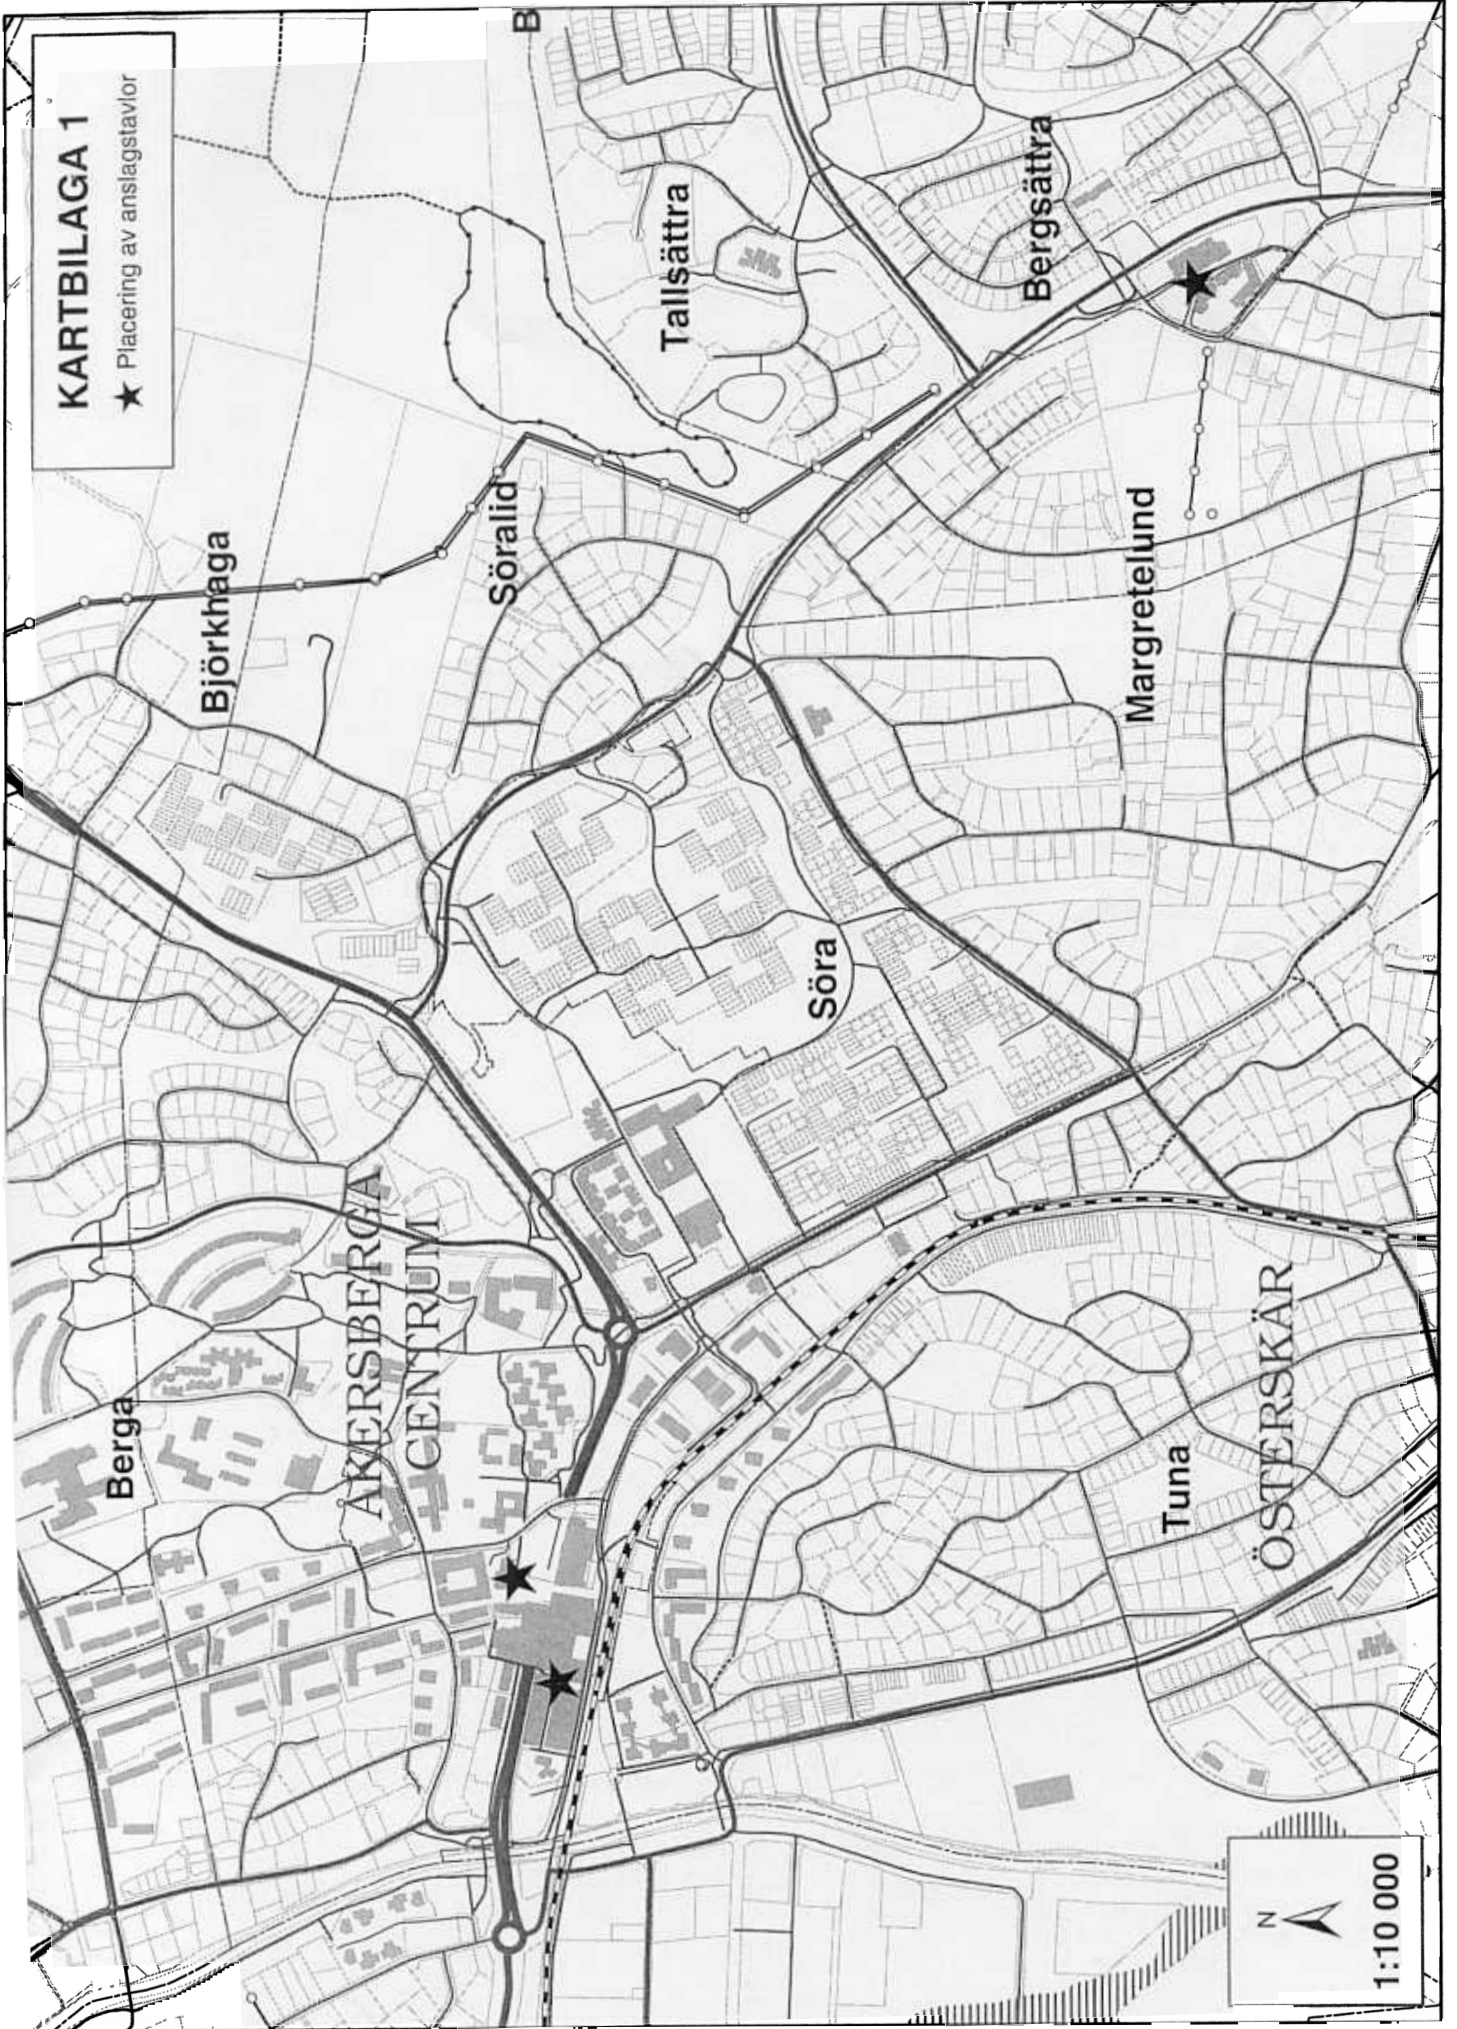 KARTBILAGA 1
★ Placering av anslagstavlor
B
Björkhaga
Söralid
Tallsättra
Bergsättra
Margretelund
Söra
Berga
ÅKERSBERGA
CENTRUM
Tuna
ÖSTERSKÄR
N
1:10 000